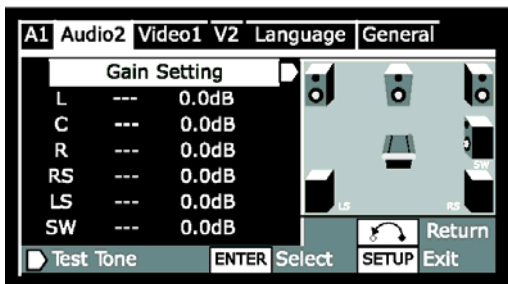 A1 Audio2 Video1 V2 Language General
Gain Setting
L --- 0.0dB
C --- 0.0dB
R --- 0.0dB
RS --- 0.0dB
LS --- 0.0dB
SW --- 0.0dB
SW
LS RS
Return
Test Tone ENTER Select SETUP Exit